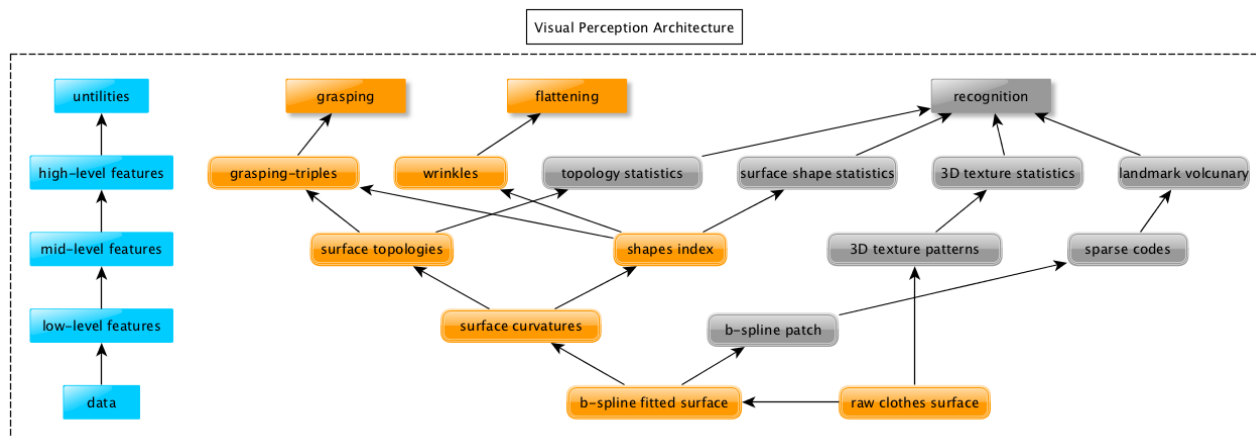 Visual Perception Architecture
untilities
grasping
flattening
recognition
high-level features
grasping-triples
wrinkles
topology statistics
surface shape statistics
3D texture statistics
landmark volcunary
mid-level features
surface topologies
shapes index
3D texture patterns
sparse codes
low-level features
surface curvatures
b-spline patch
data
b-spline fitted surface
raw clothes surface